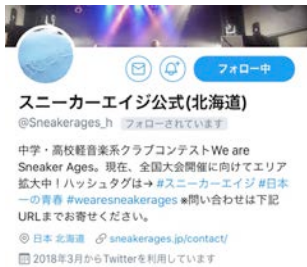 フォロー中
スニーカーエイジ公式(北海道)
@Sneakerages_h フォローされています
中学・高校軽音楽系クラブコンテストWe are
Sneaker Ages。現在、全国大会開催に向けてエリア
拡大中！ハッシュタグは→ #スニーカーエイジ #日本
一の青春 #wearesneakerages ※問い合わせは下記
URLまでお寄せください。
日本 北海道 sneakerages.jp/contact/
2018年3月からTwitterを利用しています